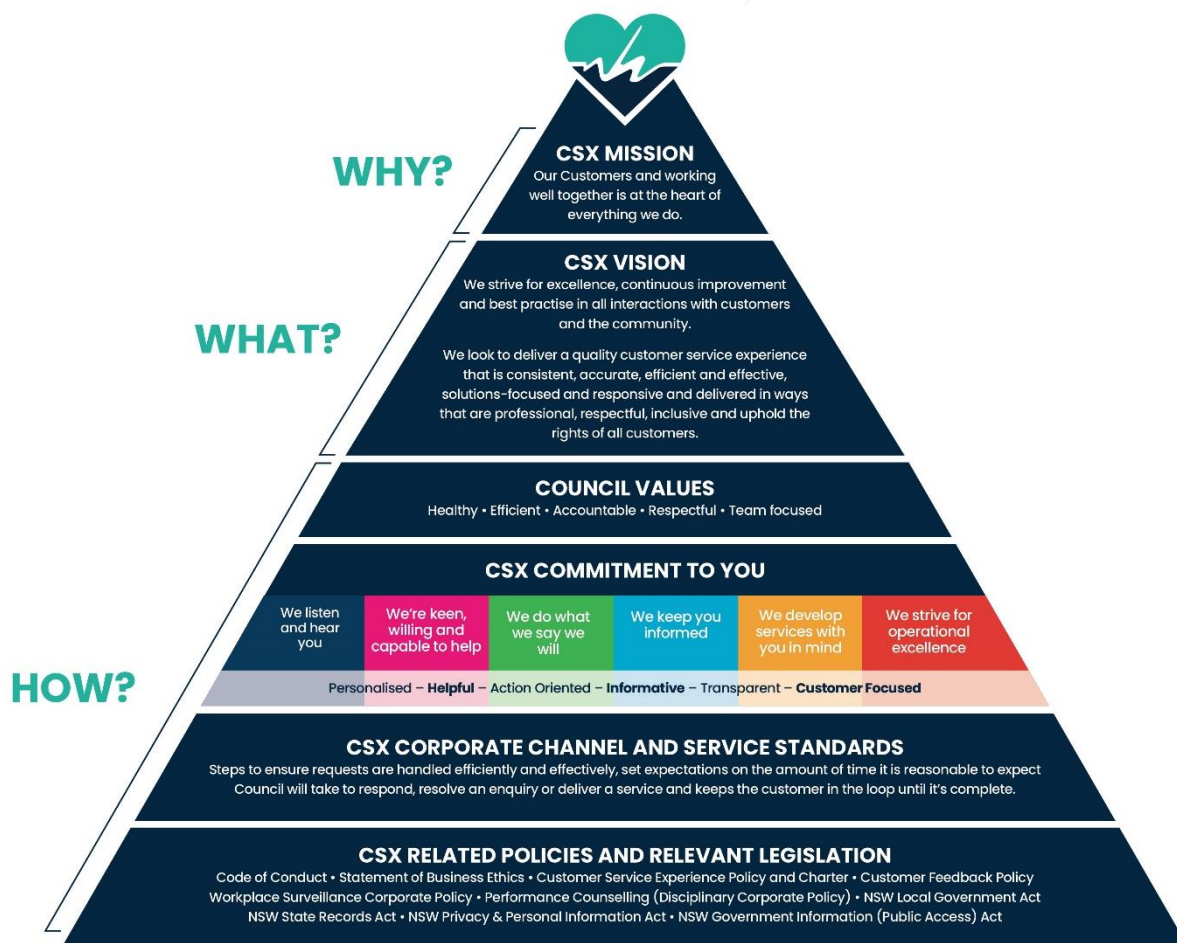 WHY?
CSX MISSION
Our Customers and working
well together is at the heart of
everything we do.
WHAT?
CSX VISION
We strive for excellence, continuous improvement
and best practise in all interactions with customers
and the community.
We look to deliver a quality customer service experience
that is consistent, accurate, efficient and effective,
solutions-focused and responsive and delivered in ways
that are professional, respectful, inclusive and uphold the
rights of all customers.
HOW?
COUNCIL VALUES
Healthy • Efficient • Accountable • Respectful • Team focused
CSX COMMITMENT TO YOU
We listen
and hear
you
We're keen,
willing and
capable to help
We do what
we say we
will
We keep you
informed
We develop
services with
you in mind
We strive for
operational
excellence
Personalised – Helpful – Action Oriented – Informative – Transparent – Customer Focused
CSX CORPORATE CHANNEL AND SERVICE STANDARDS
Steps to ensure requests are handled efficiently and effectively, set expectations on the amount of time it is reasonable to expect
Council will take to respond, resolve an enquiry or deliver a service and keeps the customer in the loop until it's complete.
CSX RELATED POLICIES AND RELEVANT LEGISLATION
Code of Conduct • Statement of Business Ethics • Customer Service Experience Policy and Charter • Customer Feedback Policy
Workplace Surveillance Corporate Policy • Performance Counselling (Disciplinary Corporate Policy) • NSW Local Government Act
NSW State Records Act • NSW Privacy & Personal Information Act • NSW Government Information (Public Access) Act